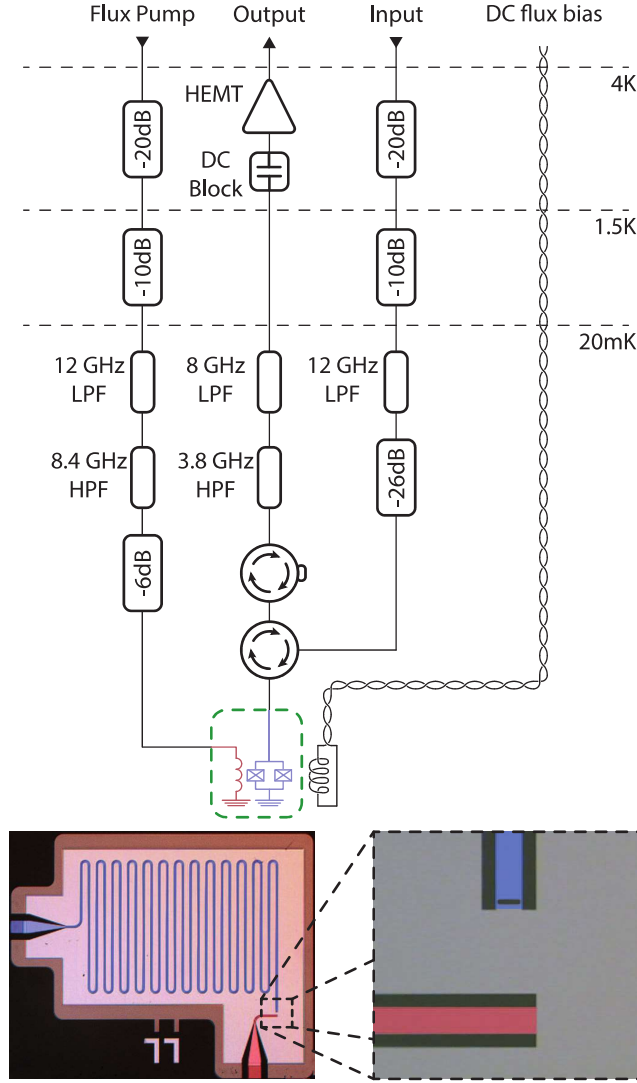 Flux Pump
Output
Input
DC flux bias
HEMT
4K
-20dB
DC
Block
-20dB
1.5K
-10dB
-10dB
20mK
12 GHz
LPF
8 GHz
LPF
12 GHz
LPF
8.4 GHz
HPF
3.8 GHz
HPF
-26dB
-6dB